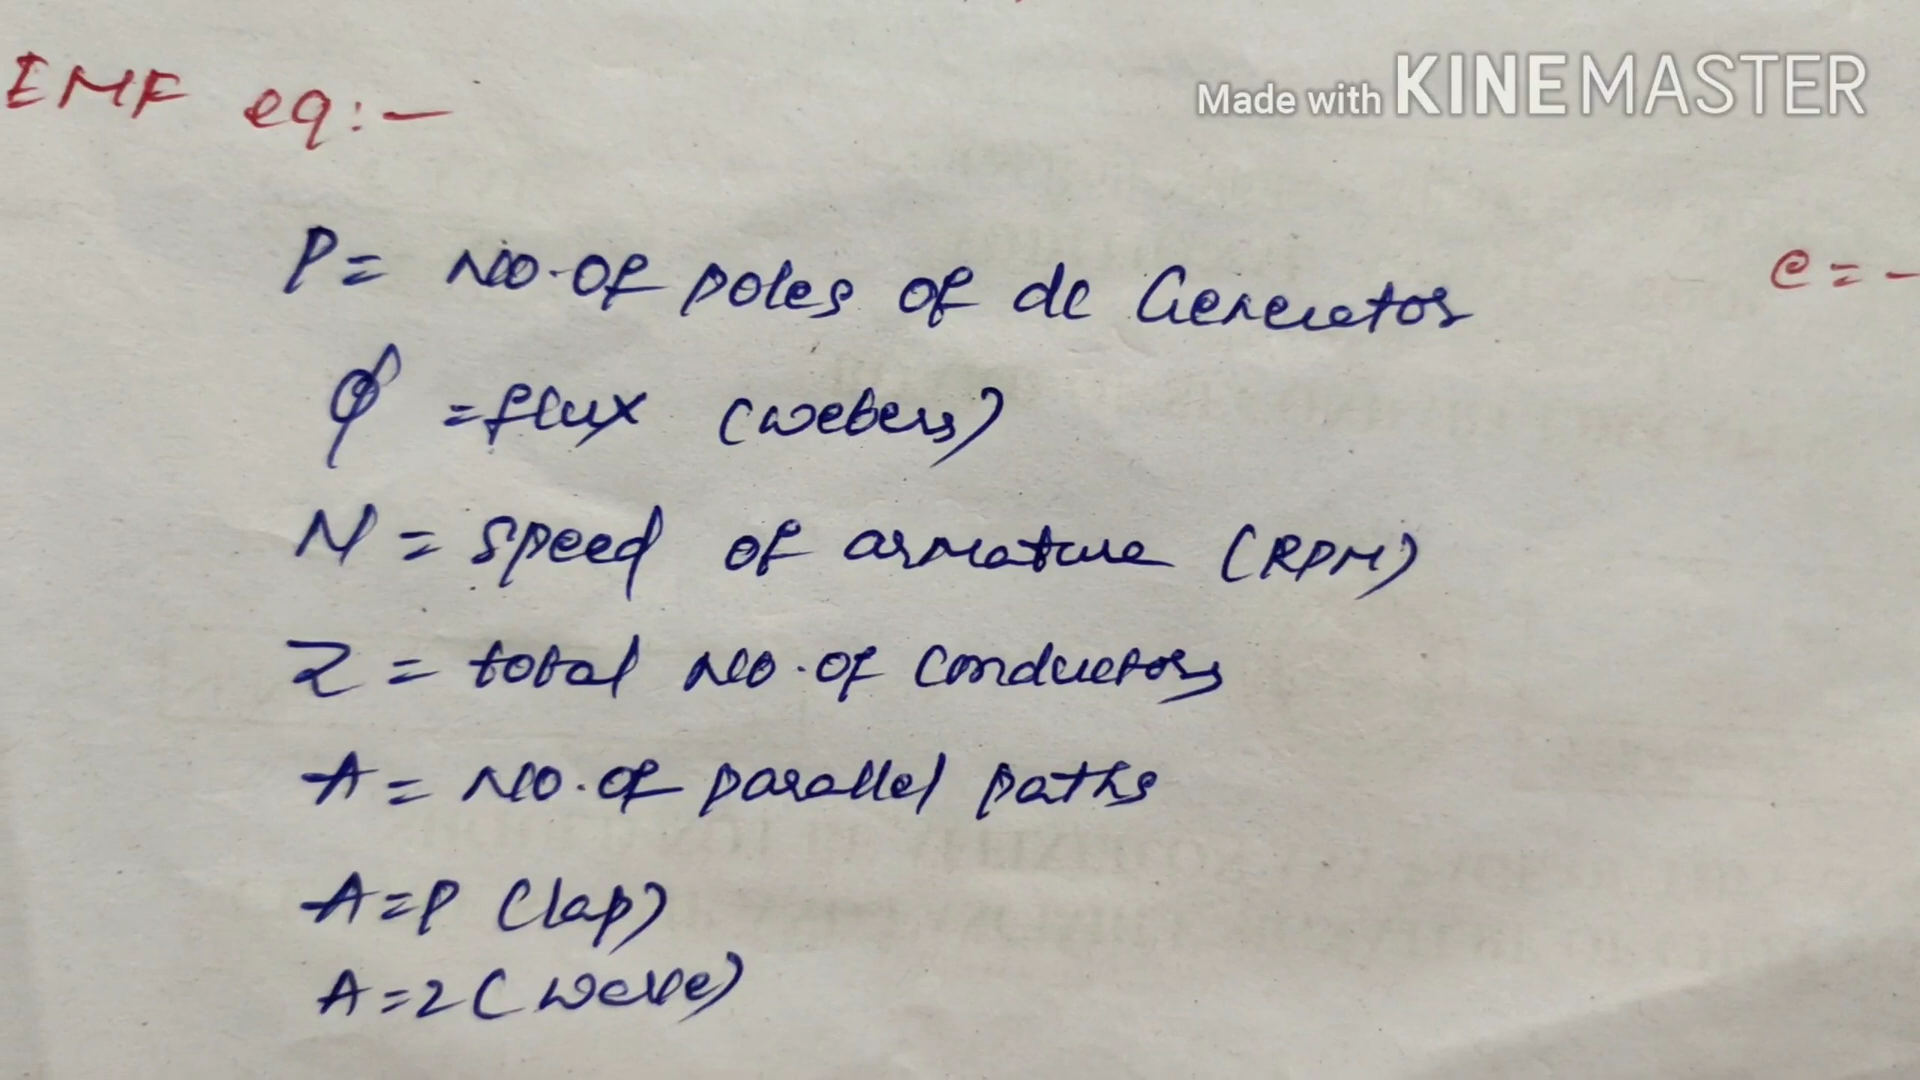 EMF eq:-
Made with KINEMASTER
P = No. of poles of dc Generator
e = -
Φ = flux (webers)
N = speed of armature (RPM)
Z = total No. of conductors
A = No. of parallel paths
A = P (lap)
A = 2 (wave)